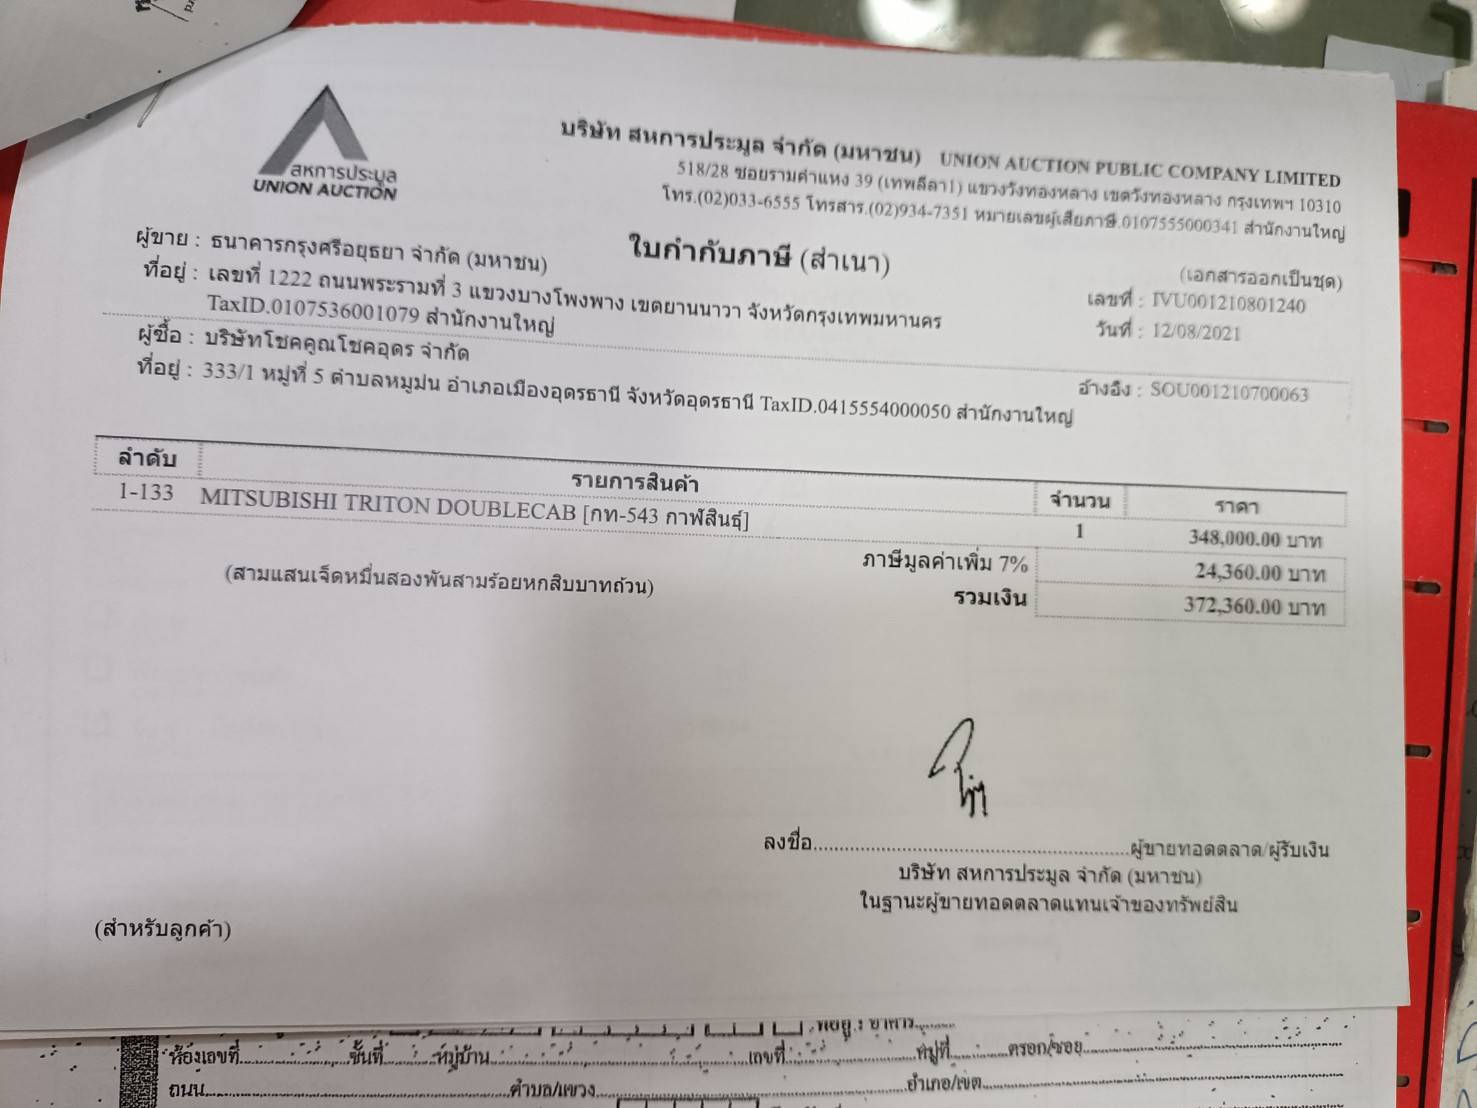 สหการประมูล
UNION AUCTION
บริษัท สหการประมูล จำกัด (มหาชน) UNION AUCTION PUBLIC COMPANY LIMITED
518/28 ซอยรามคำแหง 39 (เทพลีลา1) แขวงวังทองหลาง เขตวังทองหลาง กรุงเทพฯ 10310
โทร.(02)033-6555 โทรสาร.(02)934-7351 หมายเลขผู้เสียภาษี.0107555000341 สำนักงานใหญ่
ใบกำกับภาษี (สำเนา)
(เอกสารออกเป็นชุด)
ผู้ขาย : ธนาคารกรุงศรีอยุธยา จำกัด (มหาชน)
เลขที่ : IVU001210801240
ที่อยู่ : เลขที่ 1222 ถนนพระรามที่ 3 แขวงบางโพงพาง เขตยานนาวา จังหวัดกรุงเทพมหานคร
วันที่ : 12/08/2021
TaxID.0107536001079 สำนักงานใหญ่
ผู้ซื้อ : บริษัทโชคคูณโชคอุดร จำกัด
อ้างอิง : SOU001210700063
ที่อยู่ : 333/1 หมู่ที่ 5 ตำบลหมูม่น อำเภอเมืองอุดรธานี จังหวัดอุดรธานี TaxID.0415554000050 สำนักงานใหญ่
ลำดับ รายการสินค้า จำนวน ราคา
1-133 MITSUBISHI TRITON DOUBLECAB [กท-543 กาฬสินธุ์] 1 348,000.00 บาท
ภาษีมูลค่าเพิ่ม 7% 24,360.00 บาท
(สามแสนเจ็ดหมื่นสองพันสามร้อยหกสิบบาทถ้วน) รวมเงิน 372,360.00 บาท
ลงชื่อ..........ผู้ขายทอดตลาด/ผู้รับเงิน
บริษัท สหการประมูล จำกัด (มหาชน)
ในฐานะผู้ขายทอดตลาดแทนเจ้าของทรัพย์สิน
(สำหรับลูกค้า)
ห้องเลขที่..........ชั้นที่..........หมู่บ้าน..........เลขที่..........หมู่ที่..........ตรอก/ซอย..........
ถนน..........ตำบล/แขวง..........อำเภอ/เขต..........